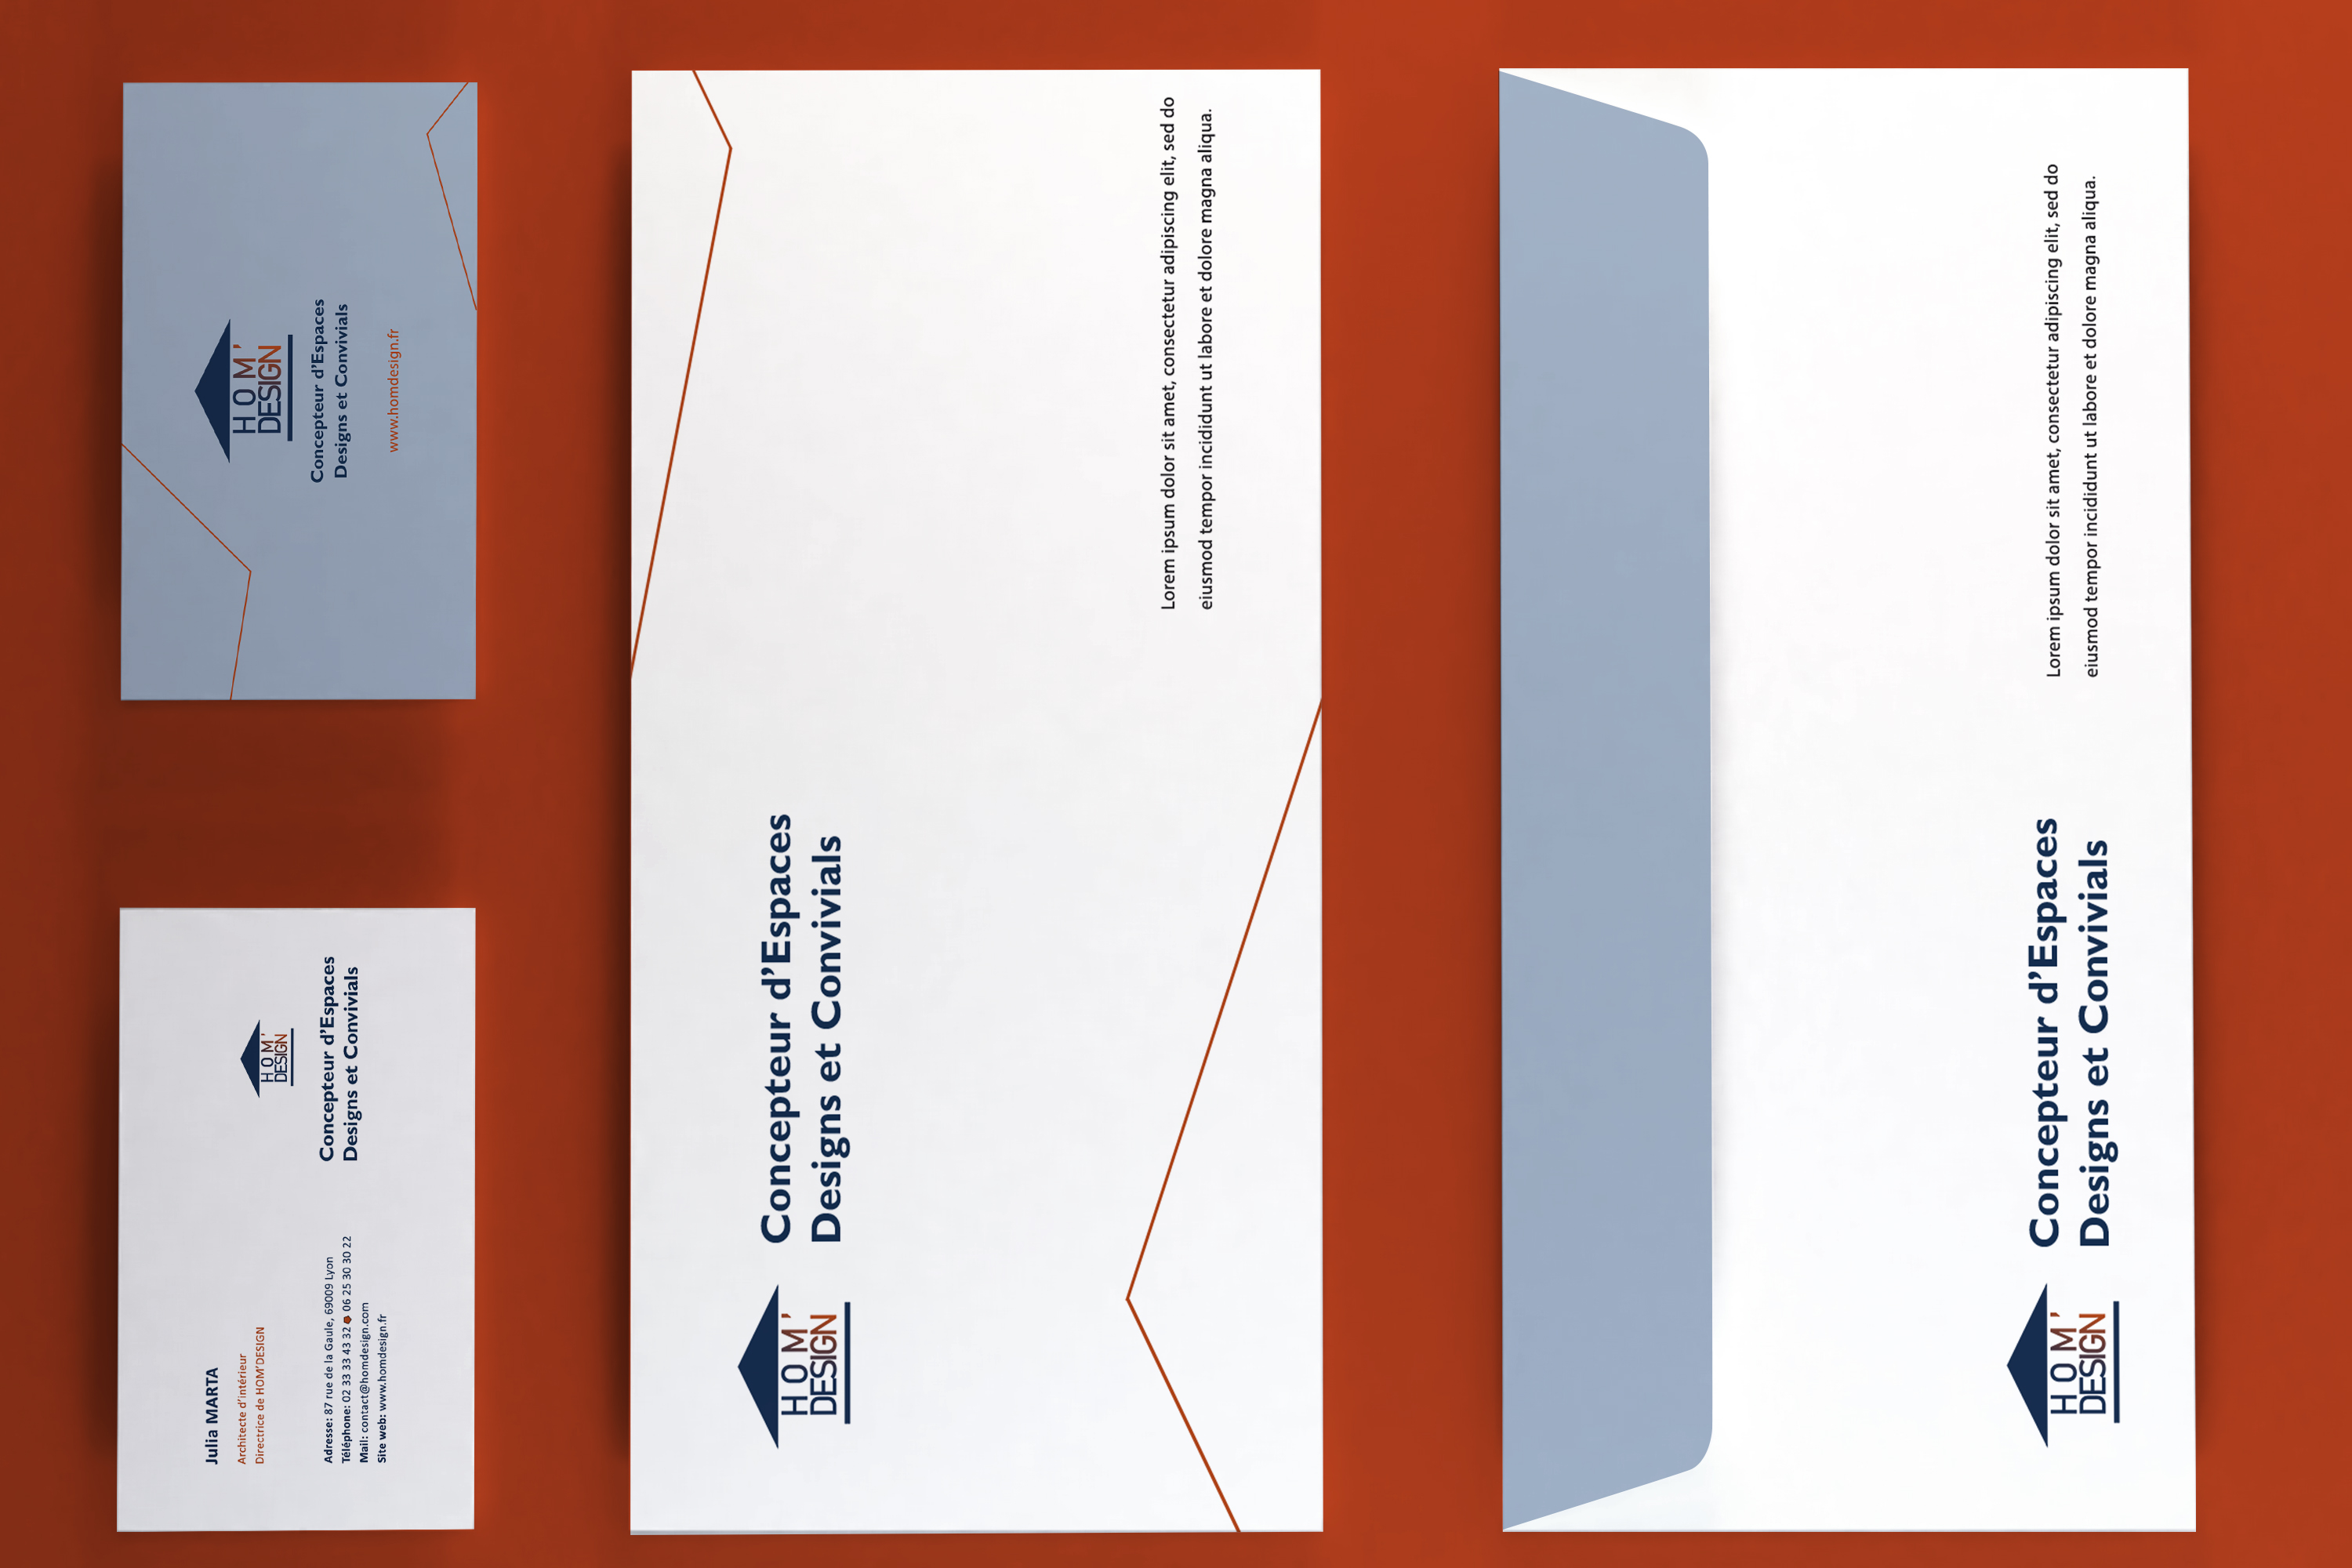 HOM'
DESIGN
Concepteur d'Espaces
Designs et Convivials
www.homdesign.fr
Julia MARTA
Architecte d'intérieur
Directrice de HOM'DESIGN
Adresse: 87 rue de la Gaule, 69009 Lyon
Téléphone: 02 33 33 43 32 06 25 30 30 22
Mail: contact@homdesign.com
Site web: www.homdesign.fr
HOM'
DESIGN
Concepteur d'Espaces
Designs et Convivials
HOM'
DESIGN
Concepteur d'Espaces
Designs et Convivials
Lorem ipsum dolor sit amet, consectetur adipiscing elit, sed do
eiusmod tempor incididunt ut labore et dolore magna aliqua.
HOM'
DESIGN
Concepteur d'Espaces
Designs et Convivials
Lorem ipsum dolor sit amet, consectetur adipiscing elit, sed do
eiusmod tempor incididunt ut labore et dolore magna aliqua.